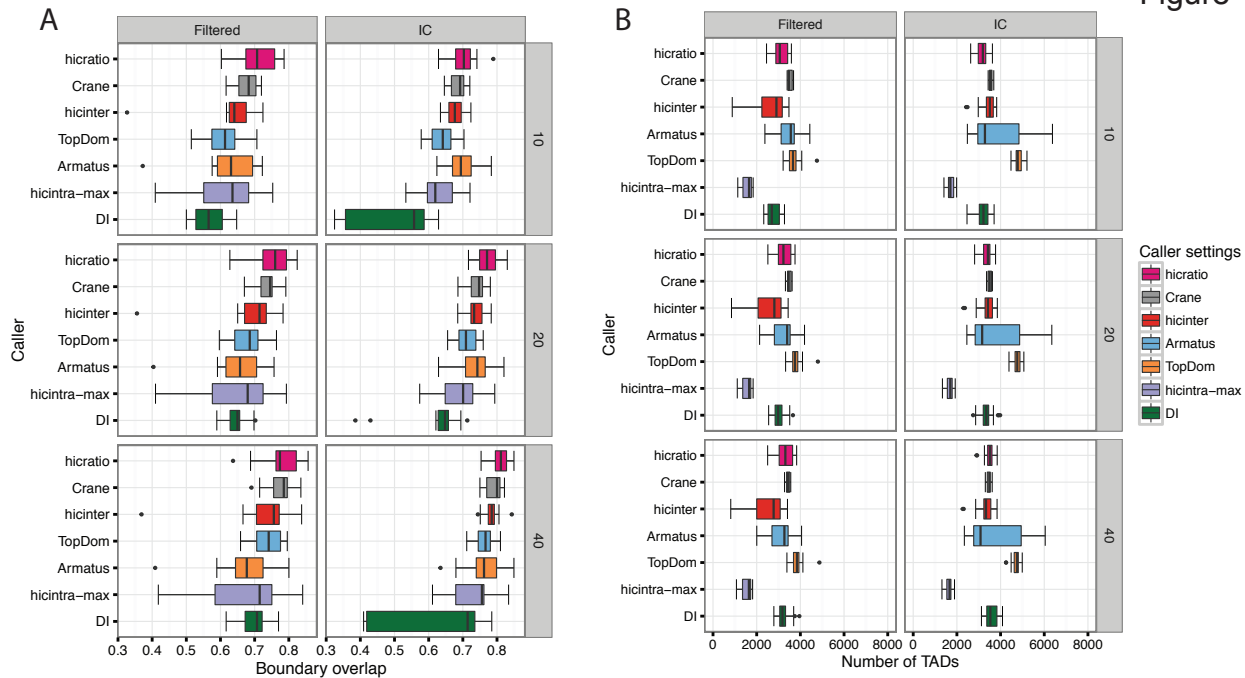 Figure
A
Filtered
IC
hicratio
Crane
hicinter
TopDom
Armatus
hicintra-max
DI
10
hicratio
Crane
hicinter
TopDom
Armatus
hicintra-max
DI
20
hicratio
Crane
hicinter
TopDom
Armatus
hicintra-max
DI
40
Caller
0.3 0.4 0.5 0.6 0.7 0.8 0.3 0.4 0.5 0.6 0.7 0.8
Boundary overlap
B
Filtered
IC
hicratio
Crane
hicinter
Armatus
TopDom
hicintra-max
DI
10
hicratio
Crane
hicinter
Armatus
TopDom
hicintra-max
DI
20
hicratio
Crane
hicinter
Armatus
TopDom
hicintra-max
DI
40
Caller
0 2000 4000 6000 8000 0 2000 4000 6000 8000
Number of TADs
Caller settings
hicratio
Crane
hicinter
Armatus
TopDom
hicintra-max
DI